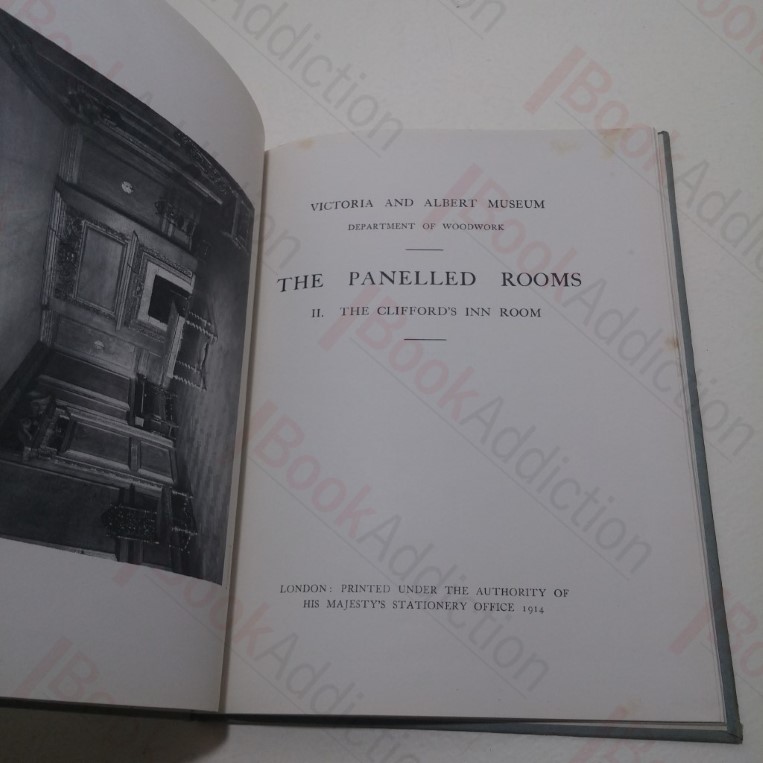 VICTORIA AND ALBERT MUSEUM
DEPARTMENT OF WOODWORK
THE PANELLED ROOMS
II. THE CLIFFORD'S INN ROOM
LONDON: PRINTED UNDER THE AUTHORITY OF
HIS MAJESTY'S STATIONERY OFFICE 1914
BookAddiction